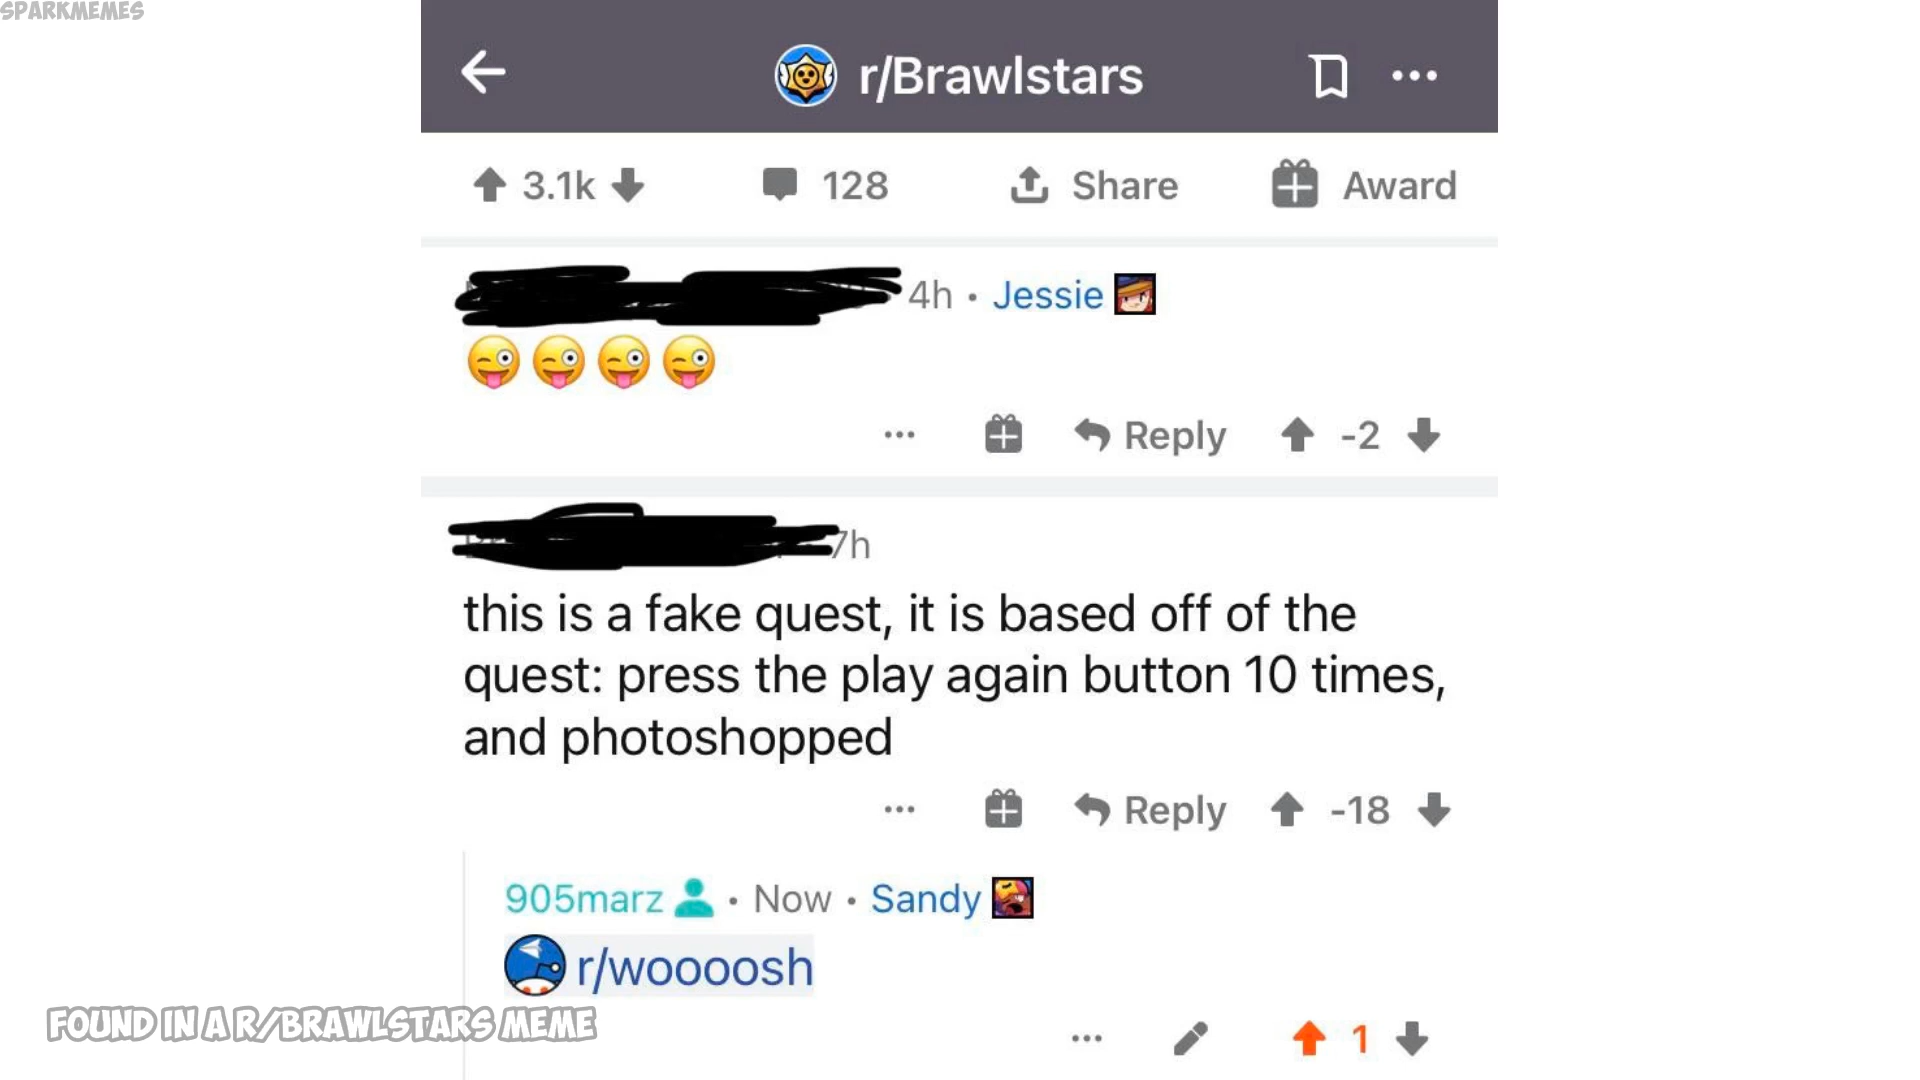 SPARKMEMES
r/Brawlstars
3.1k 128 Share Award
4h • Jessie
Reply -2
7h
this is a fake quest, it is based off of the
quest: press the play again button 10 times,
and photoshopped
Reply -18
905marz • Now • Sandy
r/woooosh
FOUND IN A R/BRAWLSTARS MEME
1